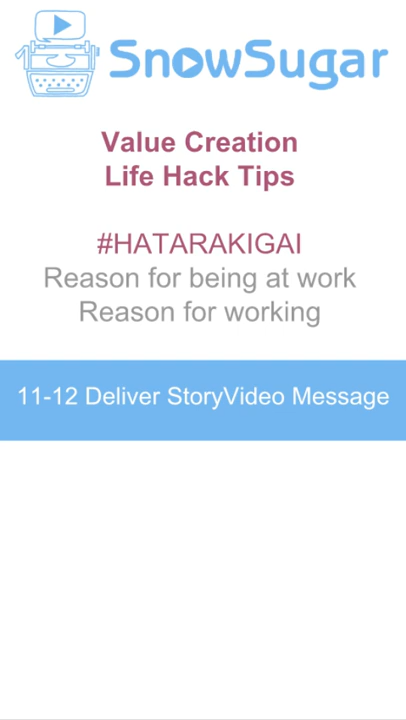 SnowSugar
Value Creation
Life Hack Tips
#HATARAKIGAI
Reason for being at work
Reason for working
11-12 Deliver StoryVideo Message